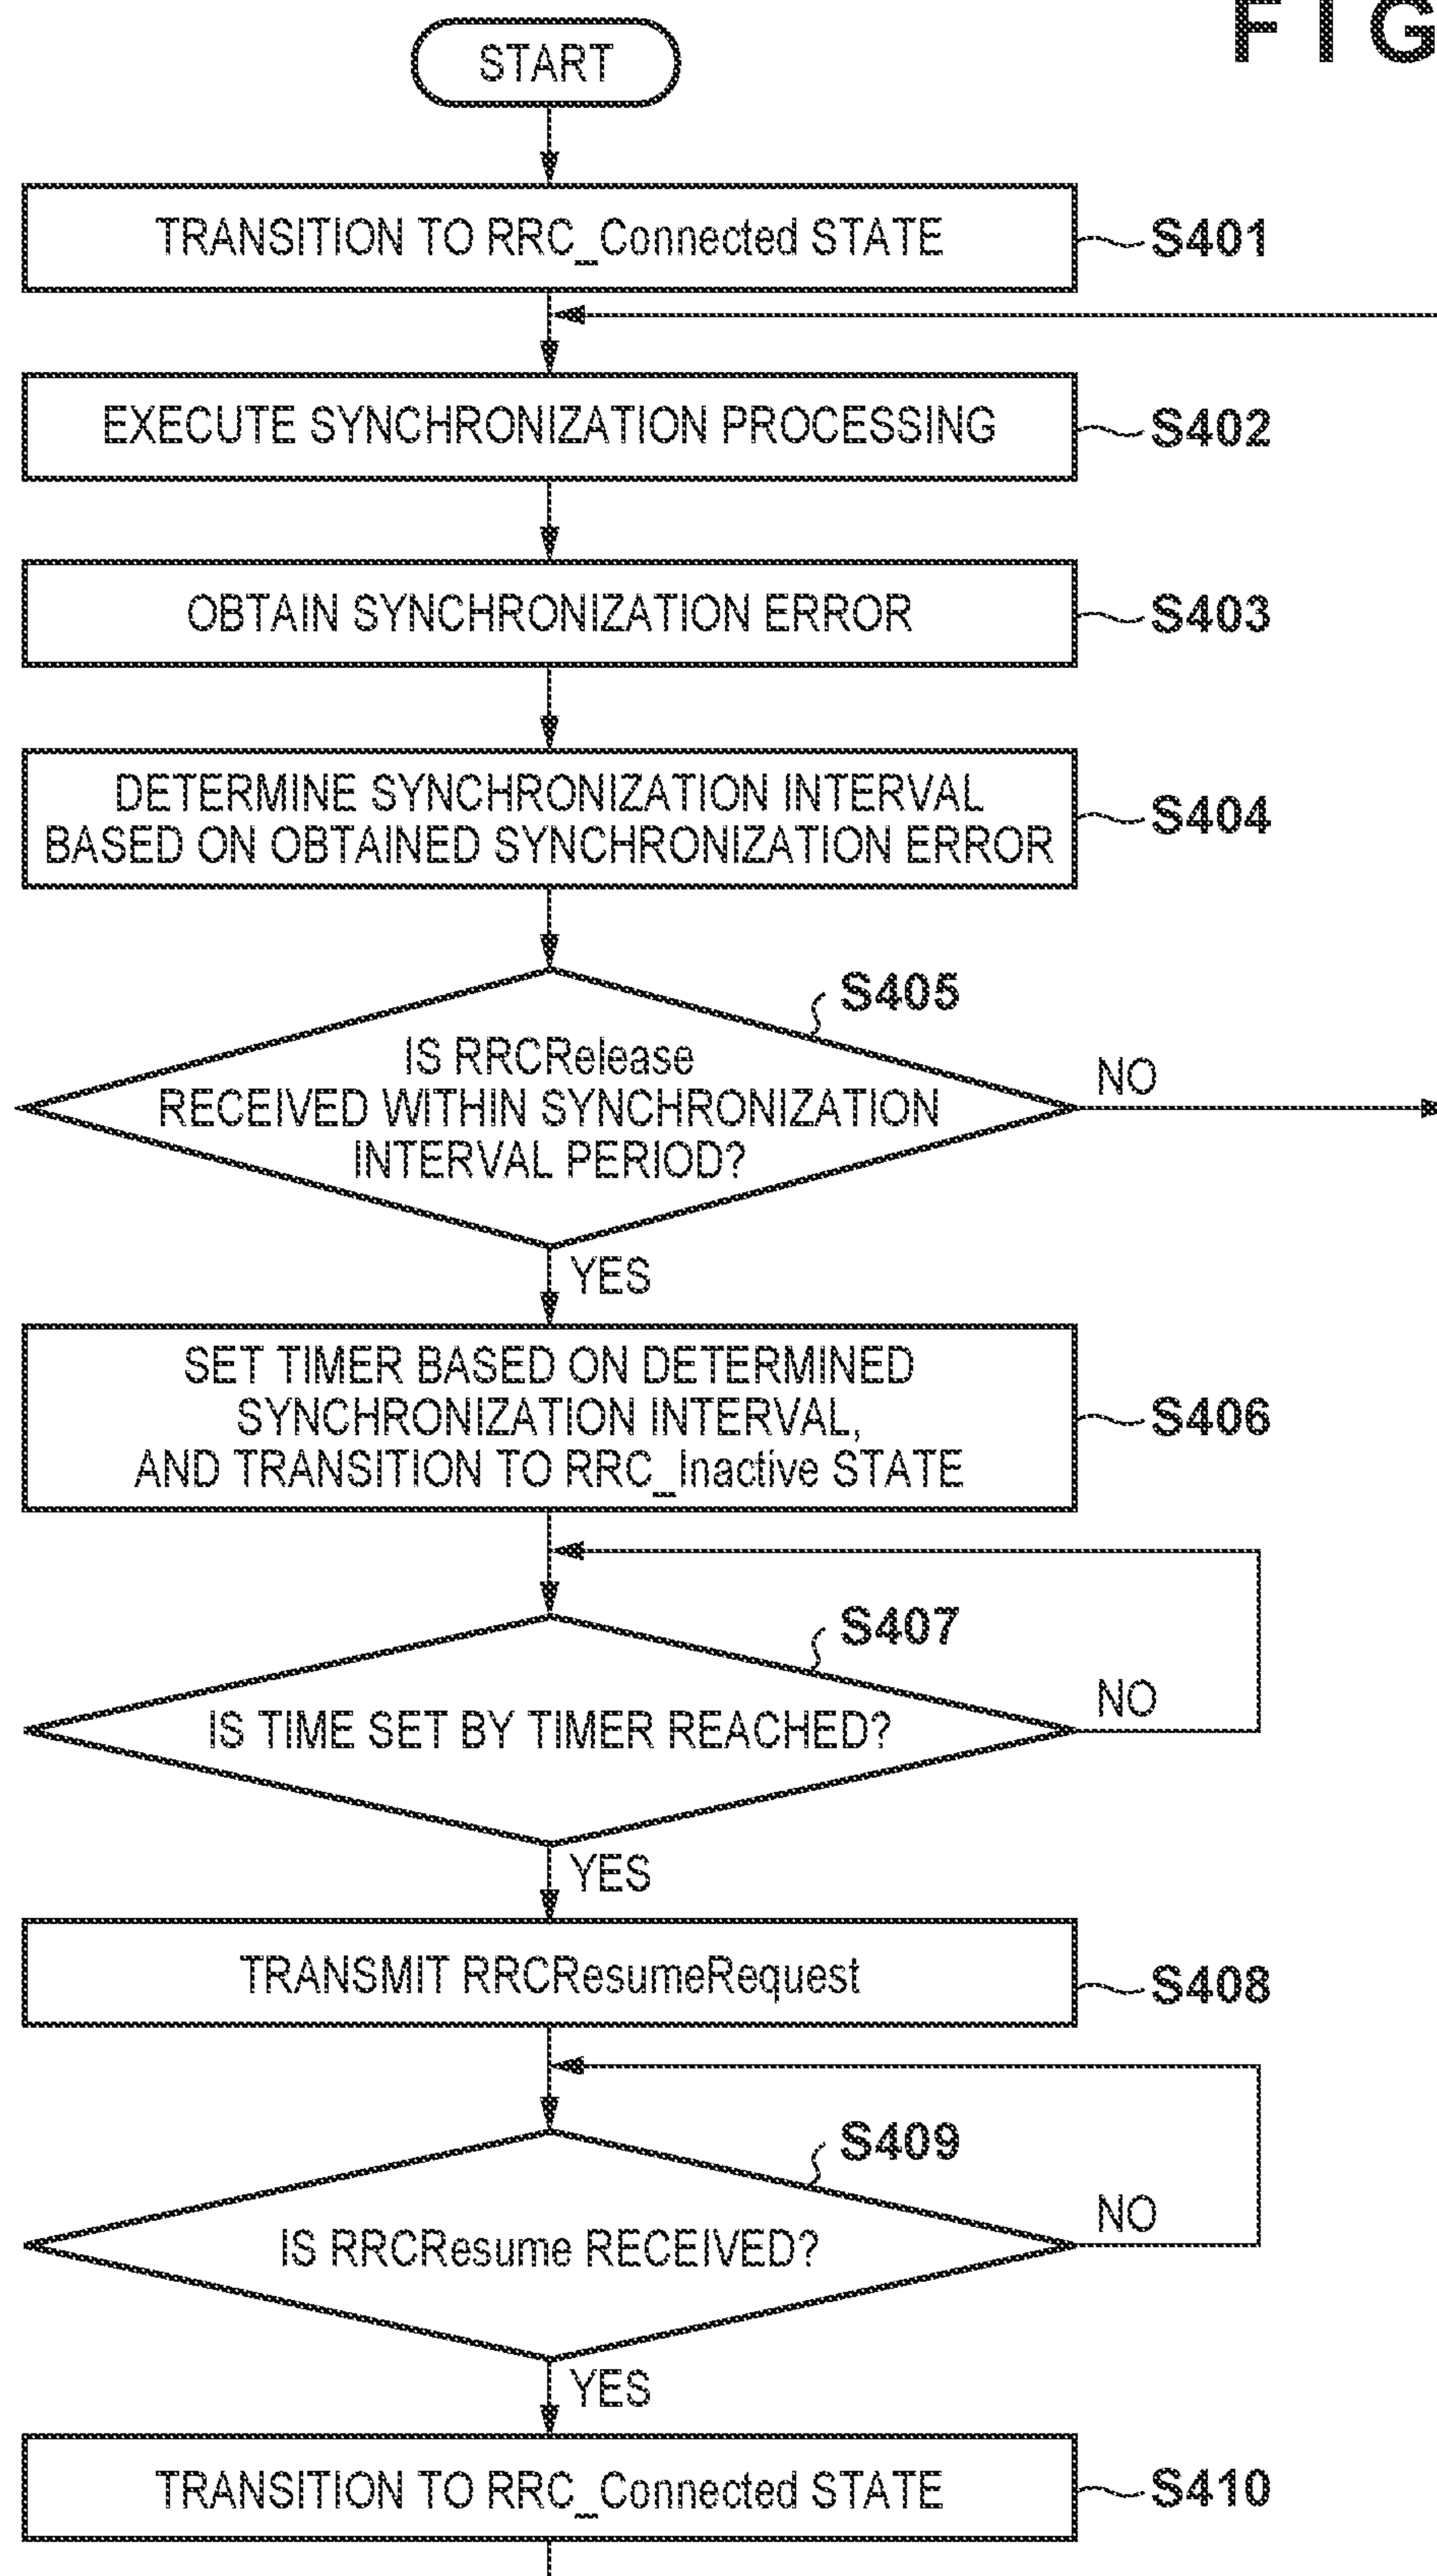 FIG
START
TRANSITION TO RRC_Connected STATE
S401
EXECUTE SYNCHRONIZATION PROCESSING
S402
OBTAIN SYNCHRONIZATION ERROR
S403
DETERMINE SYNCHRONIZATION INTERVAL
BASED ON OBTAINED SYNCHRONIZATION ERROR
S404
S405
IS RRCRelease
RECEIVED WITHIN SYNCHRONIZATION
INTERVAL PERIOD?
NO
YES
SET TIMER BASED ON DETERMINED
SYNCHRONIZATION INTERVAL,
AND TRANSITION TO RRC_Inactive STATE
S406
S407
IS TIME SET BY TIMER REACHED?
NO
YES
TRANSMIT RRCResumeRequest
S408
S409
IS RRCResume RECEIVED?
NO
YES
TRANSITION TO RRC_Connected STATE
S410